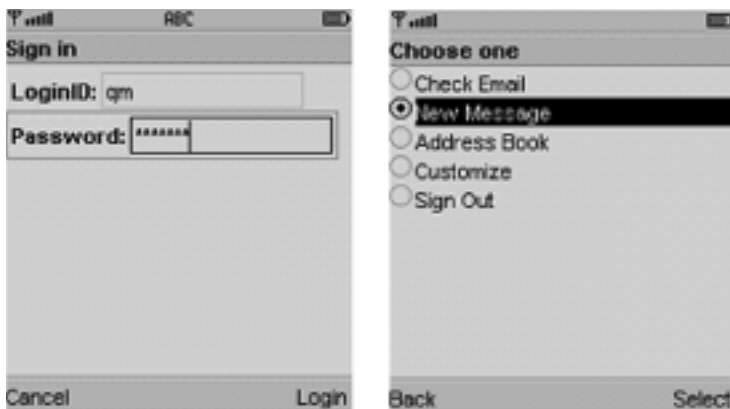 ABC
Sign in
LoginID: qm
Password: *******
Cancel Login
Choose one
Check Email
New Message
Address Book
Customize
Sign Out
Back Select